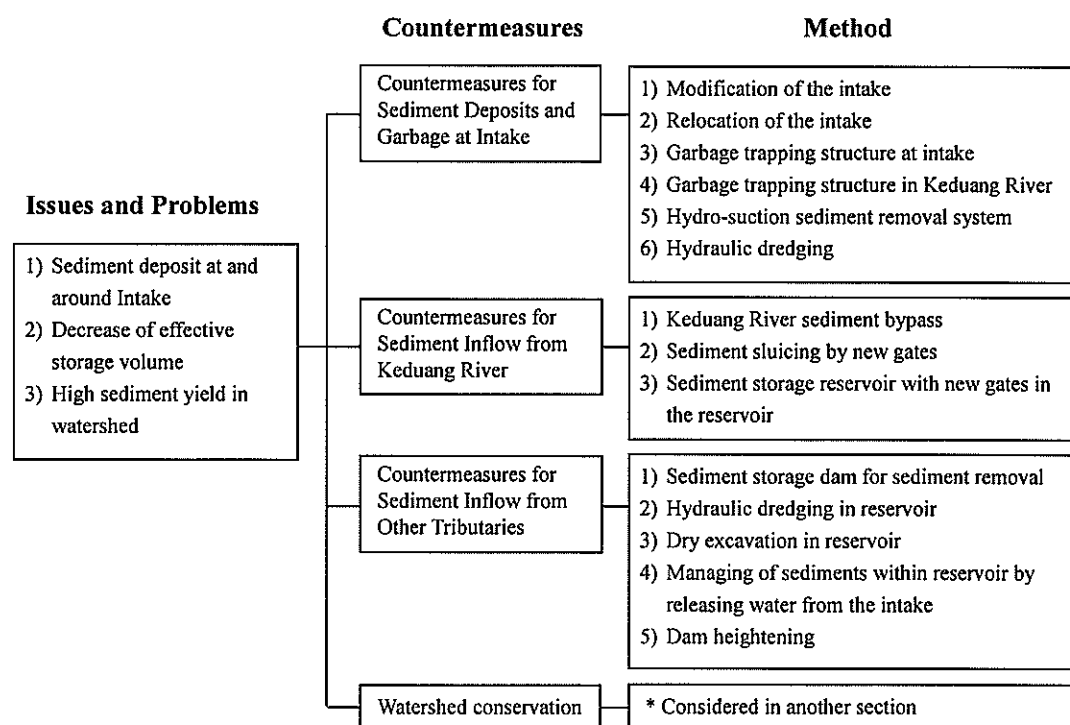 Countermeasures
Method
Issues and Problems
1) Sediment deposit at and
around Intake
2) Decrease of effective
storage volume
3) High sediment yield in
watershed
Countermeasures for
Sediment Deposits and
Garbage at Intake
1) Modification of the intake
2) Relocation of the intake
3) Garbage trapping structure at intake
4) Garbage trapping structure in Keduang River
5) Hydro-suction sediment removal system
6) Hydraulic dredging
Countermeasures for
Sediment Inflow from
Keduang River
1) Keduang River sediment bypass
2) Sediment sluicing by new gates
3) Sediment storage reservoir with new gates in
the reservoir
Countermeasures for
Sediment Inflow from
Other Tributaries
1) Sediment storage dam for sediment removal
2) Hydraulic dredging in reservoir
3) Dry excavation in reservoir
4) Managing of sediments within reservoir by
releasing water from the intake
5) Dam heightening
Watershed conservation
* Considered in another section